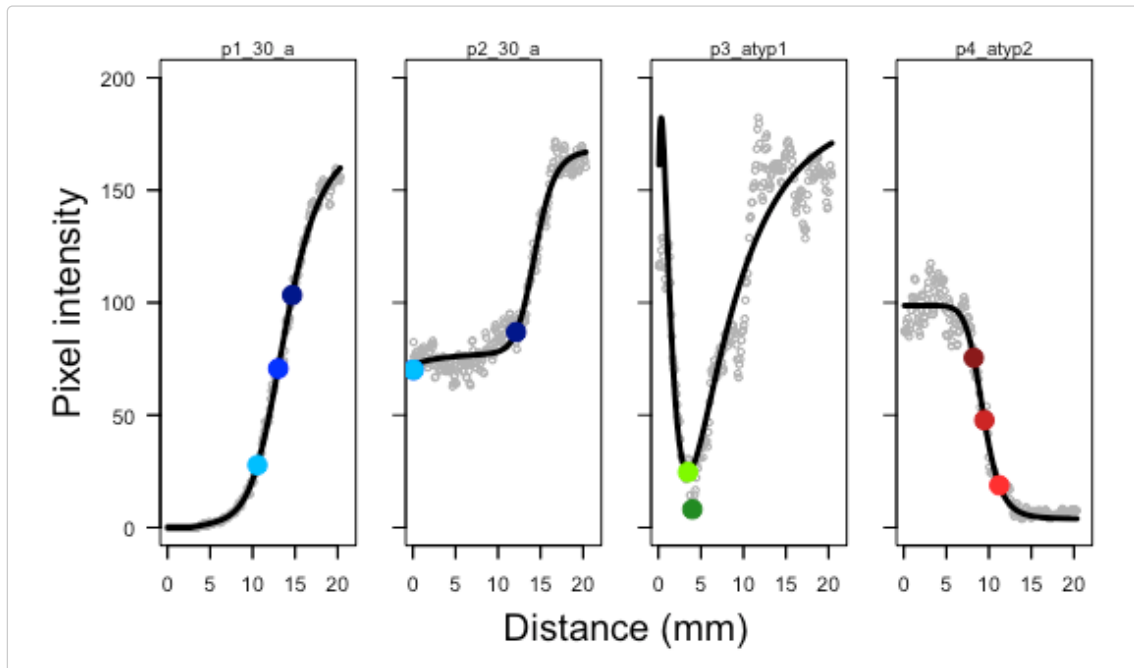 p1_30_a p2_30_a p3_atyp1 p4_atyp2
200
150
100
50
0
Pixel intensity
0 5 10 15 20 0 5 10 15 20 0 5 10 15 20 0 5 10 15 20
Distance (mm)